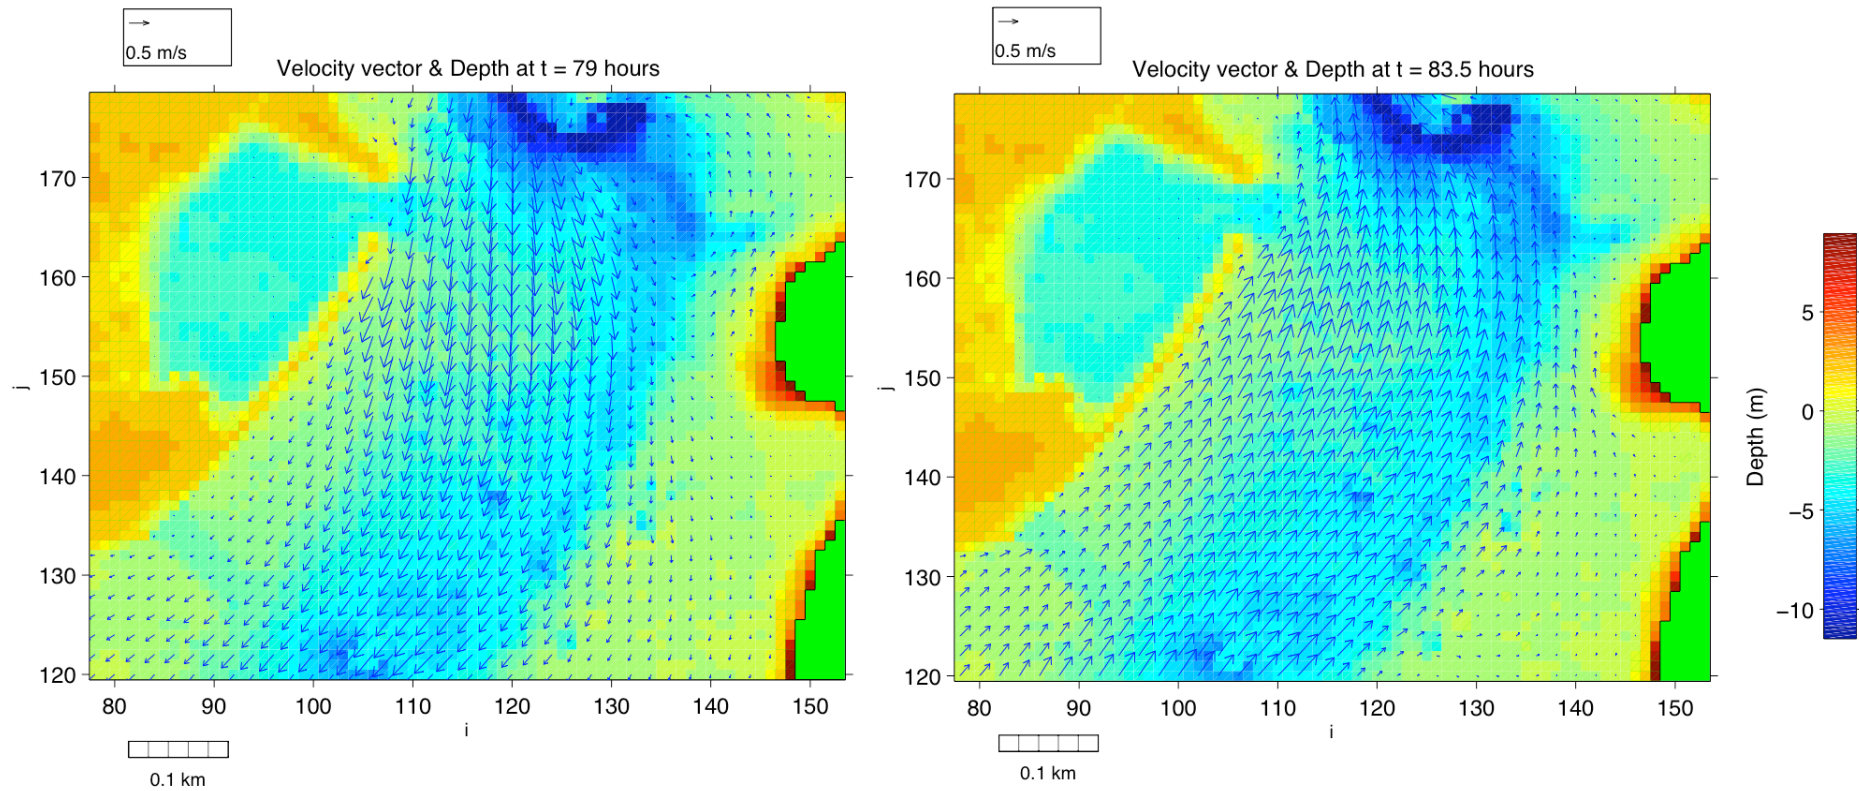 0.5 m/s
Velocity vector & Depth at t = 79 hours
170
160
150
140
130
120
j
80 90 100 110 120 130 140 150
i
0.1 km
0.5 m/s
Velocity vector & Depth at t = 83.5 hours
170
160
150
140
130
120
j
80 90 100 110 120 130 140 150
i
0.1 km
5
0
−5
−10
Depth (m)